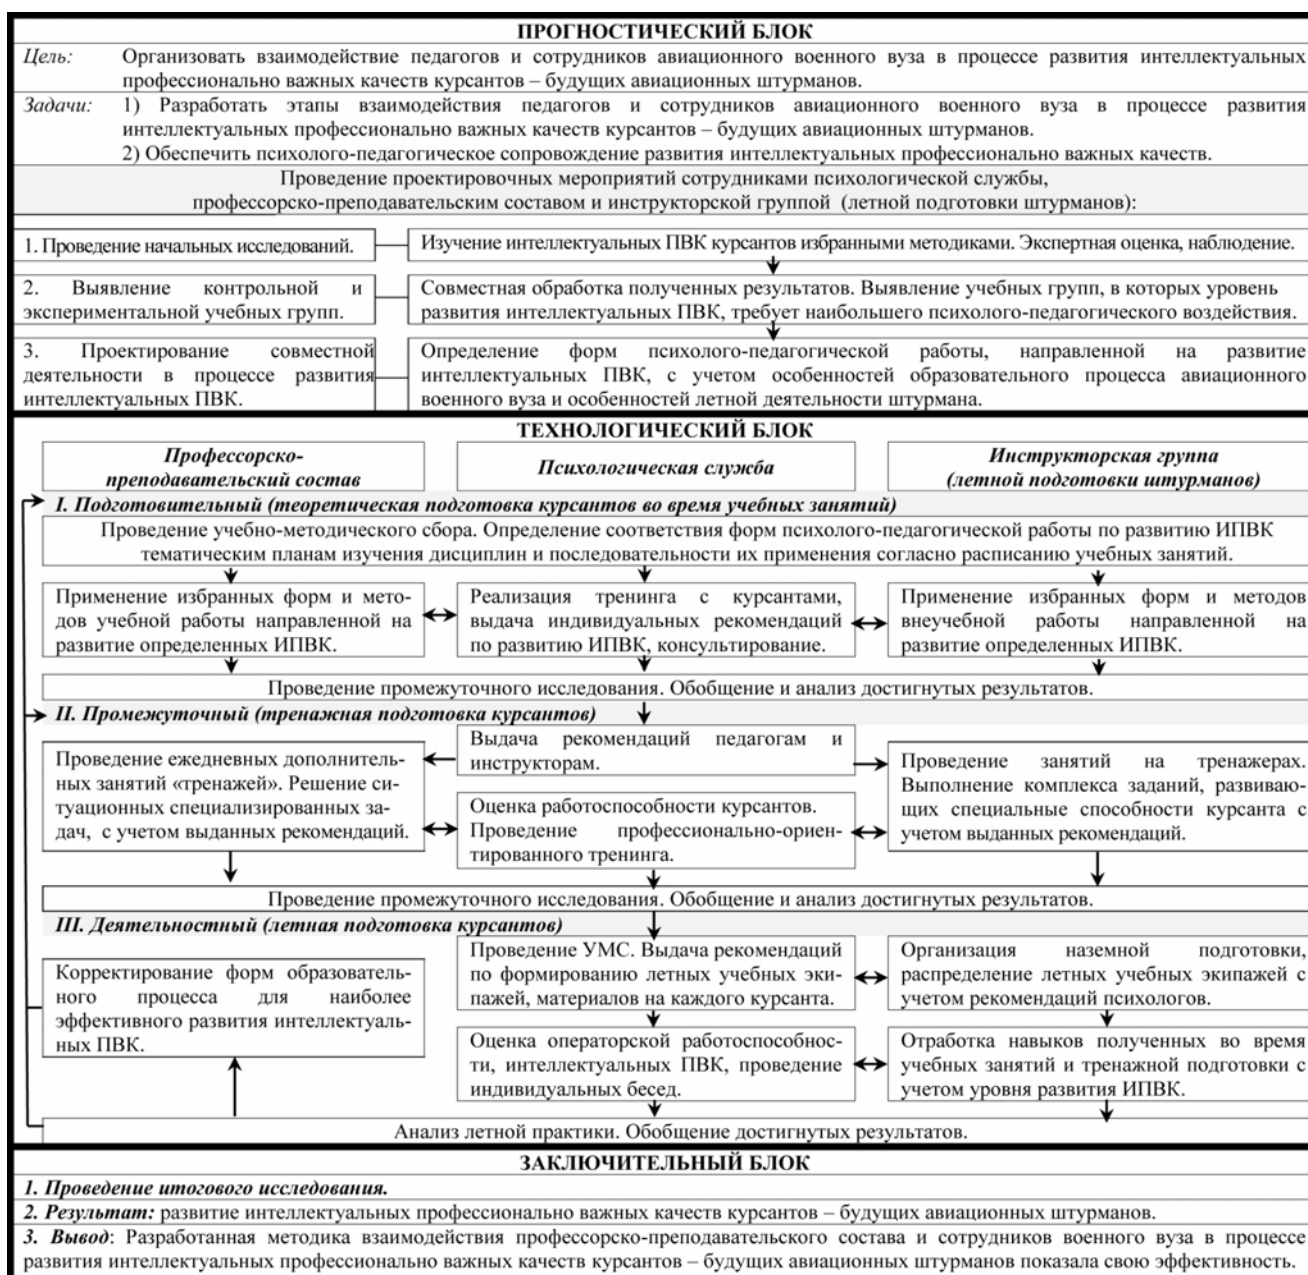 ПРОГНОСТИЧЕСКИЙ БЛОК
Цель: Организовать взаимодействие педагогов и сотрудников авиационного военного вуза в процессе развития интеллектуальных
профессионально важных качеств курсантов – будущих авиационных штурманов.
Задачи: 1) Разработать этапы взаимодействия педагогов и сотрудников авиационного военного вуза в процессе развития
интеллектуальных профессионально важных качеств курсантов – будущих авиационных штурманов.
2) Обеспечить психолого-педагогическое сопровождение развития интеллектуальных профессионально важных качеств.
Проведение проектировочных мероприятий сотрудниками психологической службы,
профессорско-преподавательским составом и инструкторской группой (летной подготовки штурманов):
1. Проведение начальных исследований.
Изучение интеллектуальных ПВК курсантов избранными методиками. Экспертная оценка, наблюдение.
2. Выявление контрольной и
экспериментальной учебных групп.
Совместная обработка полученных результатов. Выявление учебных групп, в которых уровень
развития интеллектуальных ПВК, требует наибольшего психолого-педагогического воздействия.
3. Проектирование совместной
деятельности в процессе развития
интеллектуальных ПВК.
Определение форм психолого-педагогической работы, направленной на развитие
интеллектуальных ПВК, с учетом особенностей образовательного процесса авиационного
военного вуза и особенностей летной деятельности штурмана.
ТЕХНОЛОГИЧЕСКИЙ БЛОК
Профессорско-
преподавательский состав
Психологическая служба
Инструкторская группа
(летной подготовки штурманов)
I. Подготовительный (теоретическая подготовка курсантов во время учебных занятий)
Проведение учебно-методического сбора. Определение соответствия форм психолого-педагогической работы по развитию ИПВК
тематическим планам изучения дисциплин и последовательности их применения согласно расписанию учебных занятий.
Применение избранных форм и мето-
дов учебной работы направленной на
развитие определенных ИПВК.
Реализация тренинга с курсантами,
выдача индивидуальных рекомендаций
по развитию ИПВК, консультирование.
Применение избранных форм и методов
внеучебной работы направленной на
развитие определенных ИПВК.
Проведение промежуточного исследования. Обобщение и анализ достигнутых результатов.
II. Промежуточный (тренажная подготовка курсантов)
Проведение ежедневных дополнитель-
ных занятий «тренажей». Решение си-
туационных специализированных за-
дач, с учетом выданных рекомендаций.
Выдача рекомендаций педагогам и
инструкторам.
Оценка работоспособности курсантов.
Проведение профессионально-ориен-
тированного тренинга.
Проведение занятий на тренажерах.
Выполнение комплекса заданий, развиваю-
щих специальные способности курсанта с
учетом выданных рекомендаций.
Проведение промежуточного исследования. Обобщение и анализ достигнутых результатов.
III. Деятельностный (летная подготовка курсантов)
Корректирование форм образователь-
ного процесса для наиболее
эффективного развития интеллектуаль-
ных ПВК.
Проведение УМС. Выдача рекомендаций
по формированию летных учебных эки-
пажей, материалов на каждого курсанта.
Организация наземной подготовки,
распределение летных учебных экипажей с
учетом рекомендаций психологов.
Оценка операторской работоспособнос-
ти, интеллектуальных ПВК, проведение
индивидуальных бесед.
Отработка навыков полученных во время
учебных занятий и тренажной подготовки с
учетом уровня развития ИПВК.
Анализ летной практики. Обобщение достигнутых результатов.
ЗАКЛЮЧИТЕЛЬНЫЙ БЛОК
1. Проведение итогового исследования.
2. Результат: развитие интеллектуальных профессионально важных качеств курсантов – будущих авиационных штурманов.
3. Вывод: Разработанная методика взаимодействия профессорско-преподавательского состава и сотрудников военного вуза в процессе
развития интеллектуальных профессионально важных качеств курсантов – будущих авиационных штурманов показала свою эффективность.